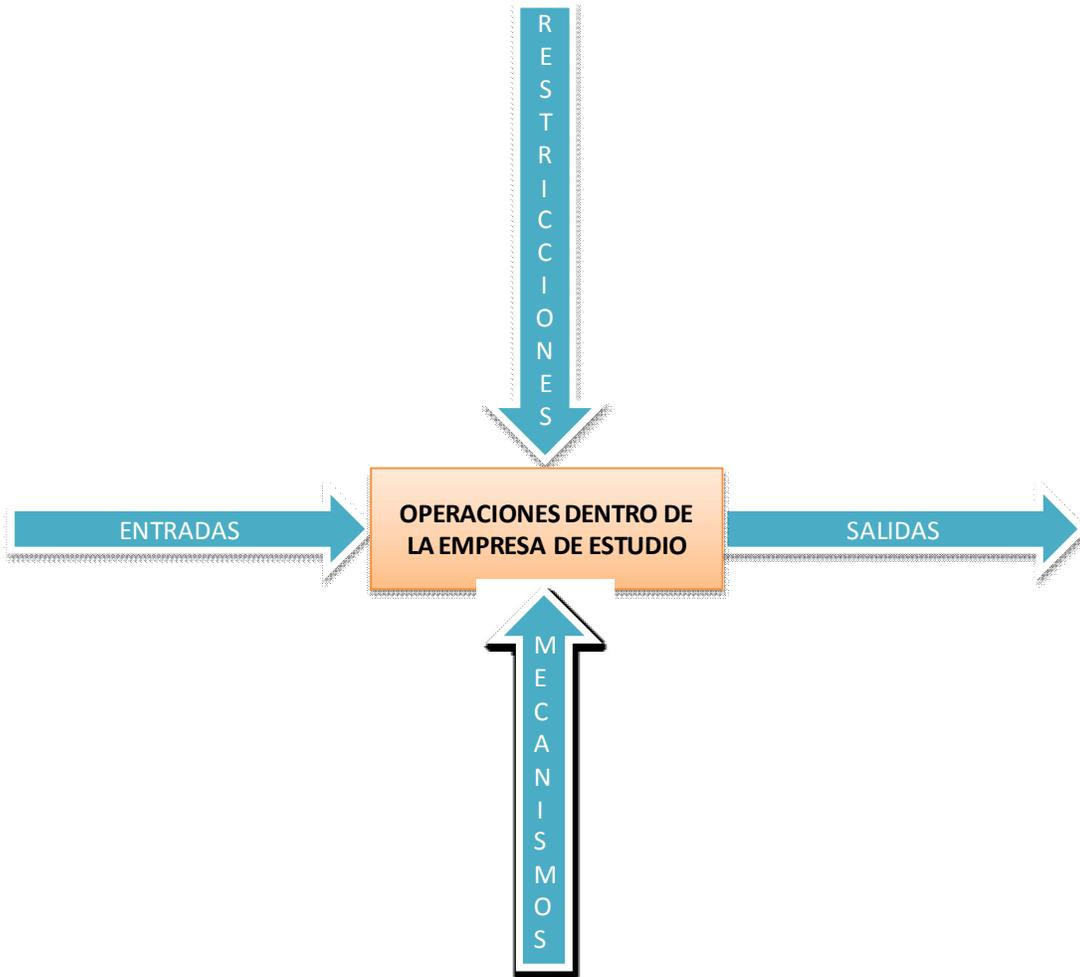 RESTRICCIONES
ENTRADAS
OPERACIONES DENTRO DE
LA EMPRESA DE ESTUDIO
SALIDAS
MECANISMOS